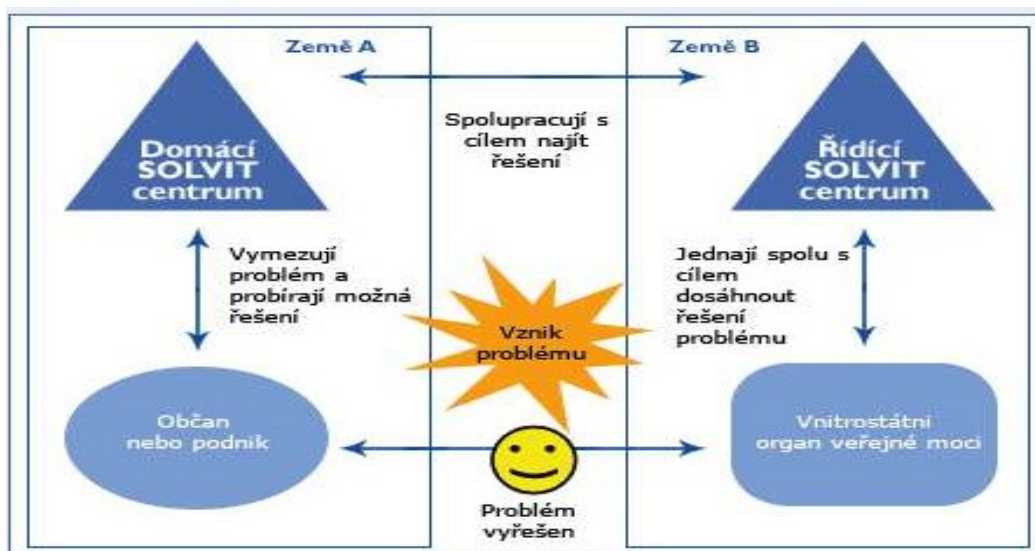 Země A
Země B
Domácí
SOLVIT
centrum
Spolupracují s
cílem najít
řešení
Řídící
SOLVIT
centrum
Vymezují
problém a
probírají možná
řešení
Jednají spolu s
cílem
dosáhnout
řešení
problému
Vznik
problému
Občan
nebo podnik
Vnitrostátni
organ veřejné moci
Problém
vyřešen